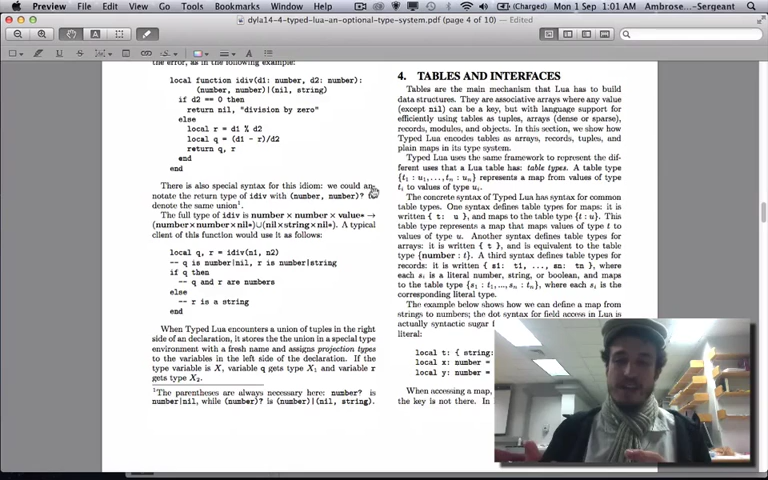 Preview File Edit View Go Tools Bookmarks Window Help
(Charged) Mon 1 Sep 1:01 AM Ambrose...-Sergeant
dyla14-4-typed-lua-an-optional-type-system.pdf (page 4 of 10) — Edited
the error, as in the following example:
local function idiv(d1: number, d2: number):
(number, number)|(nil, string)
if d2 == 0 then
return nil, "division by zero"
else
local r = d1 % d2
local q = (d1 - r)/d2
return q, r
end
end
There is also special syntax for this idiom: we could an-
notate the return type of idiv with (number, number)? to
denote the same union¹.
The full type of idiv is number × number × value* →
(number×number×nil*)∪(nil×string×nil*). A typical
client of this function would use it as follows:
local q, r = idiv(n1, n2)
-- q is number|nil, r is number|string
if q then
-- q and r are numbers
else
-- r is a string
end
When Typed Lua encounters a union of tuples in the right
side of an declaration, it stores the the union in a special type
environment with a fresh name and assigns projection types
to the variables in the left side of the declaration. If the
type variable is X, variable q gets type X₁ and variable r
gets type X₂.
¹The parentheses are always necessary here: number? is
number|nil, while (number)? is (number)|(nil, string).
4. TABLES AND INTERFACES
Tables are the main mechanism that Lua has to build
data structures. They are associative arrays where any value
(except nil) can be a key, but with language support for
efficiently using tables as tuples, arrays (dense or sparse),
records, modules, and objects. In this section, we show how
Typed Lua encodes tables as arrays, records, tuples, and
plain maps in its type system.
Typed Lua uses the same framework to represent the dif-
ferent uses that a Lua table has: table types. A table type
{t₁ : u₁, ..., tₙ : uₙ} represents a map from values of type
tᵢ to values of type uᵢ.
The concrete syntax of Typed Lua has syntax for common
table types. One syntax defines table types for maps: it is
written { t: u }, and maps to the table type {t : u}. This
table type represents a map that maps values of type t to
values of type u. Another syntax defines table types for
arrays: it is written { t }, and is equivalent to the table
type {number : t}. A third syntax defines table types for
records: it is written { s1: t1, ..., sn: tn }, where
each sᵢ is a literal number, string, or boolean, and maps
to the table type {s₁ : t₁, ..., sₙ : tₙ}, where each sᵢ is the
corresponding literal type.
The example below shows how we can define a map from
strings to numbers; the dot syntax for field access in Lua is
actually syntactic sugar f
literal:
local t: { string:
local x: number =
local y: number =
When accessing a map,
the key is not there. In